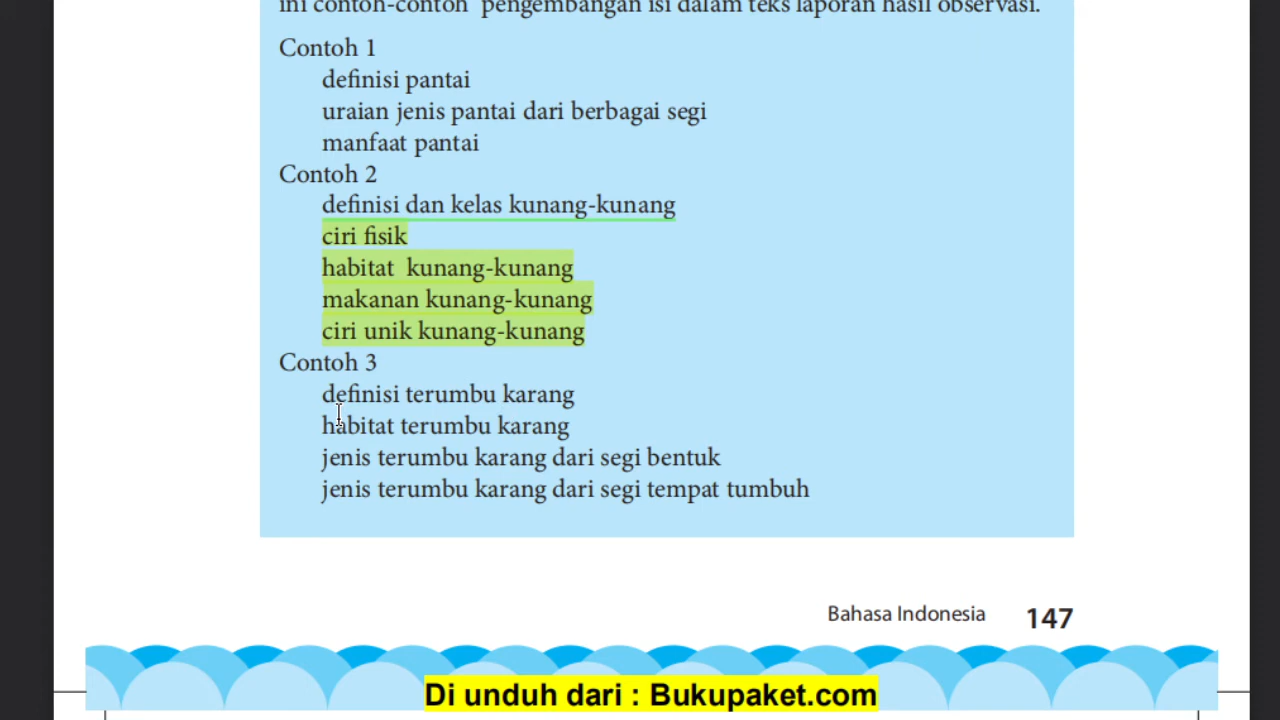 ini contoh-contoh pengembangan isi dalam teks laporan hasil observasi.
Contoh 1
definisi pantai
uraian jenis pantai dari berbagai segi
manfaat pantai
Contoh 2
definisi dan kelas kunang-kunang
ciri fisik
habitat kunang-kunang
makanan kunang-kunang
ciri unik kunang-kunang
Contoh 3
definisi terumbu karang
habitat terumbu karang
jenis terumbu karang dari segi bentuk
jenis terumbu karang dari segi tempat tumbuh
Bahasa Indonesia 147
Di unduh dari : Bukupaket.com